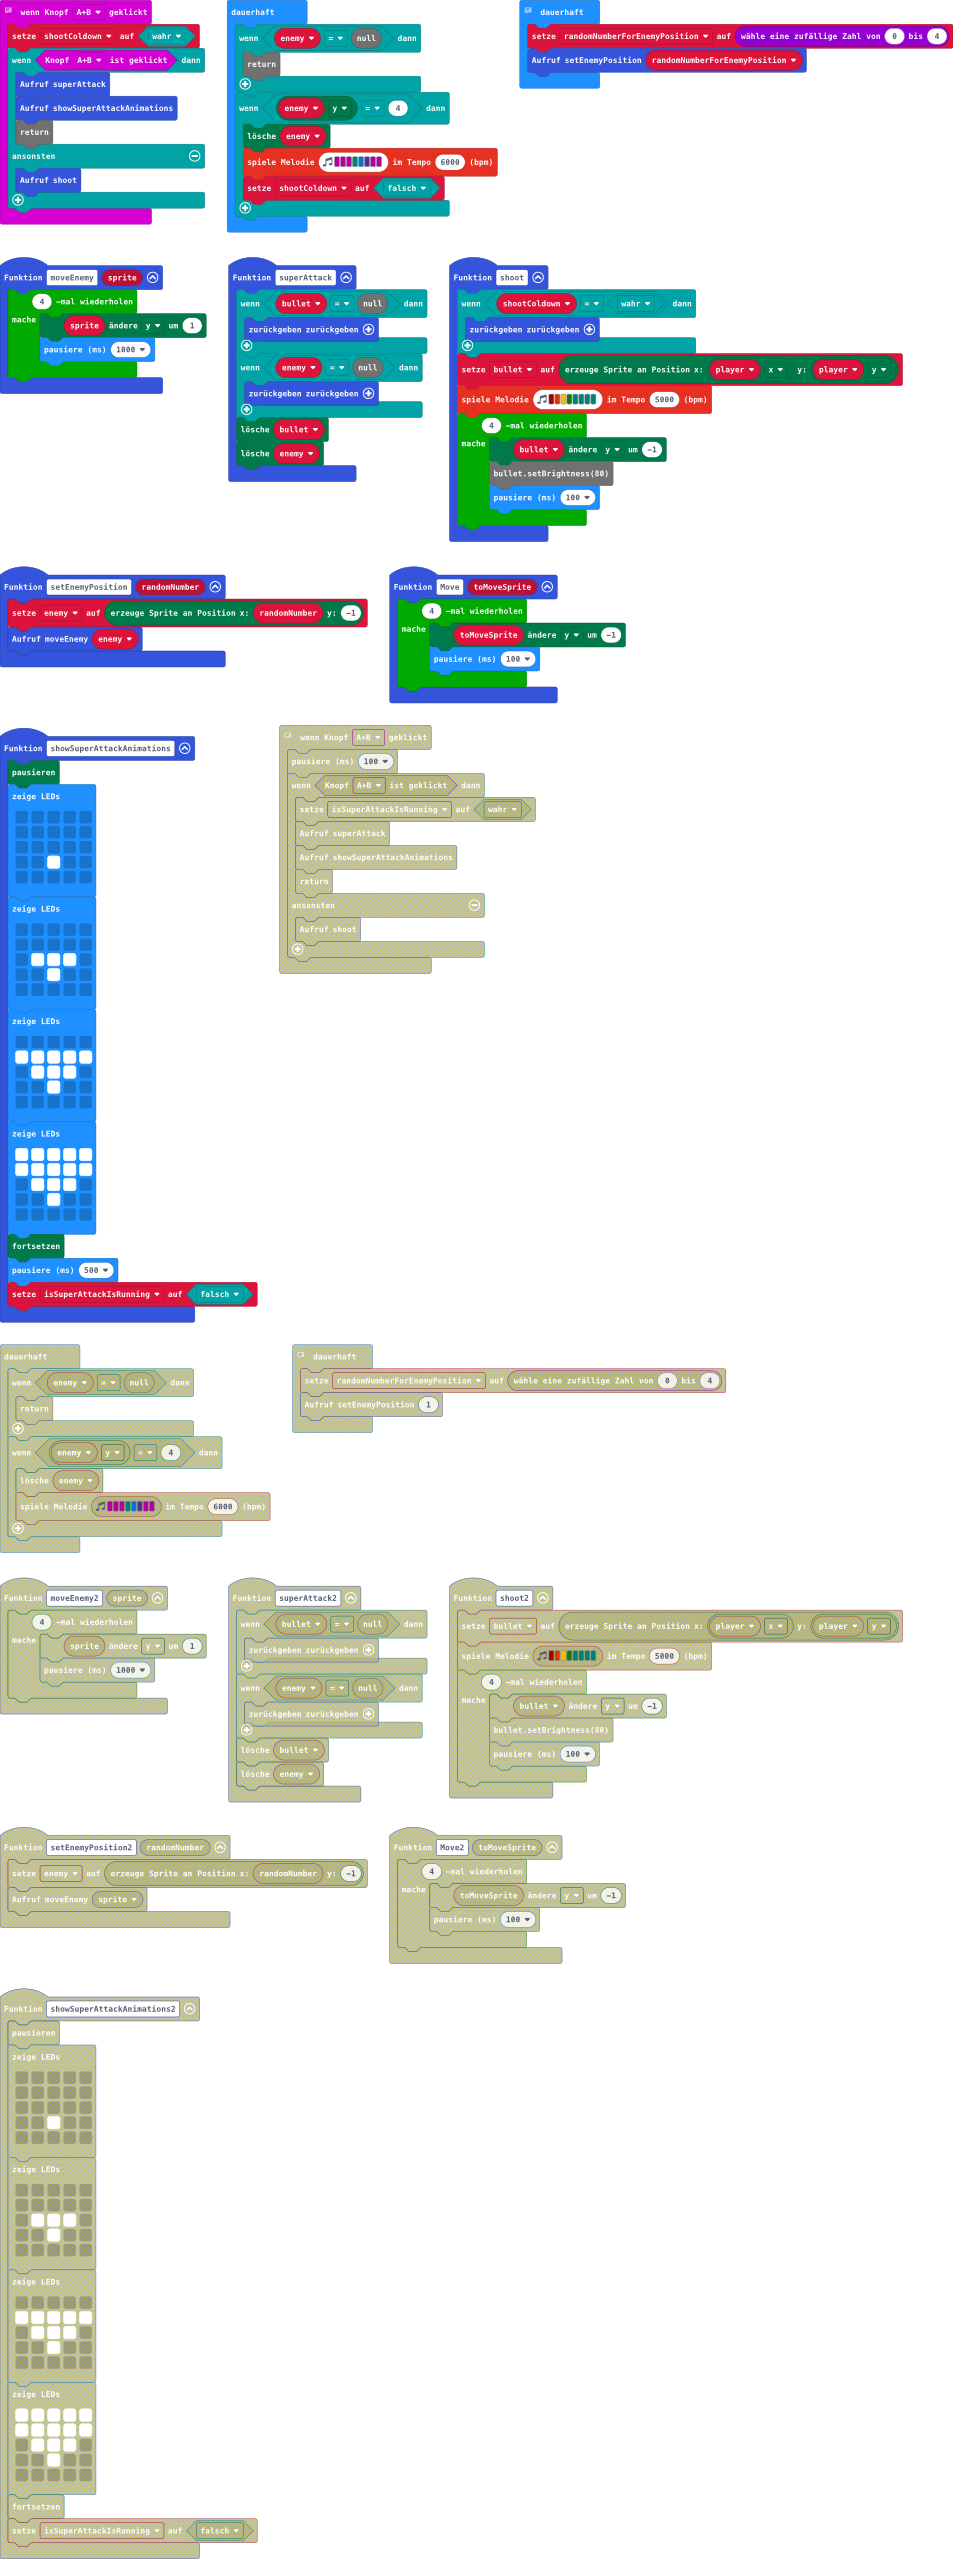 wenn Knopf A+B geklickt
setze shootColdown auf wahr
wenn Knopf A+B ist geklickt dann
Aufruf superAttack
Aufruf showSuperAttackAnimations
return
ansonsten
Aufruf shoot
dauerhaft
wenn enemy = null dann
return
wenn enemy y = 4 dann
lösche enemy
spiele Melodie im Tempo 6000 (bpm)
setze shootColdown auf falsch
dauerhaft
setze randomNumberForEnemyPosition auf wähle eine zufällige Zahl von 0 bis 4
Aufruf setEnemyPosition randomNumberForEnemyPosition
Funktion moveEnemy sprite
4 -mal wiederholen
mache
sprite ändere y um 1
pausiere (ms) 1000
Funktion superAttack
wenn bullet = null dann
zurückgeben zurückgeben
wenn enemy = null dann
zurückgeben zurückgeben
lösche bullet
lösche enemy
Funktion shoot
wenn shootColdown = wahr dann
zurückgeben zurückgeben
setze bullet auf erzeuge Sprite an Position x: player x y: player y
spiele Melodie im Tempo 5000 (bpm)
4 -mal wiederholen
mache
bullet ändere y um -1
bullet.setBrightness(80)
pausiere (ms) 100
Funktion setEnemyPosition randomNumber
setze enemy auf erzeuge Sprite an Position x: randomNumber y: -1
Aufruf moveEnemy enemy
Funktion Move toMoveSprite
4 -mal wiederholen
mache
toMoveSprite ändere y um -1
pausiere (ms) 100
Funktion showSuperAttackAnimations
pausieren
zeige LEDs
zeige LEDs
zeige LEDs
zeige LEDs
fortsetzen
pausiere (ms) 500
setze isSuperAttackIsRunning auf falsch
wenn Knopf A+B geklickt
pausiere (ms) 100
wenn Knopf A+B ist geklickt dann
setze isSuperAttackIsRunning auf wahr
Aufruf superAttack
Aufruf showSuperAttackAnimations
return
ansonsten
Aufruf shoot
dauerhaft
wenn enemy = null dann
return
wenn enemy y = 4 dann
lösche enemy
spiele Melodie im Tempo 6000 (bpm)
dauerhaft
setze randomNumberForEnemyPosition auf wähle eine zufällige Zahl von 0 bis 4
Aufruf setEnemyPosition 1
Funktion moveEnemy2 sprite
4 -mal wiederholen
mache
sprite ändere y um 1
pausiere (ms) 1000
Funktion superAttack2
wenn bullet = null dann
zurückgeben zurückgeben
wenn enemy = null dann
zurückgeben zurückgeben
lösche bullet
lösche enemy
Funktion shoot2
setze bullet auf erzeuge Sprite an Position x: player x y: player y
spiele Melodie im Tempo 5000 (bpm)
4 -mal wiederholen
mache
bullet ändere y um -1
bullet.setBrightness(80)
pausiere (ms) 100
Funktion setEnemyPosition2 randomNumber
setze enemy auf erzeuge Sprite an Position x: randomNumber y: -1
Aufruf moveEnemy sprite
Funktion Move2 toMoveSprite
4 -mal wiederholen
mache
toMoveSprite ändere y um -1
pausiere (ms) 100
Funktion showSuperAttackAnimations2
pausieren
zeige LEDs
zeige LEDs
zeige LEDs
zeige LEDs
fortsetzen
setze isSuperAttackIsRunning auf falsch